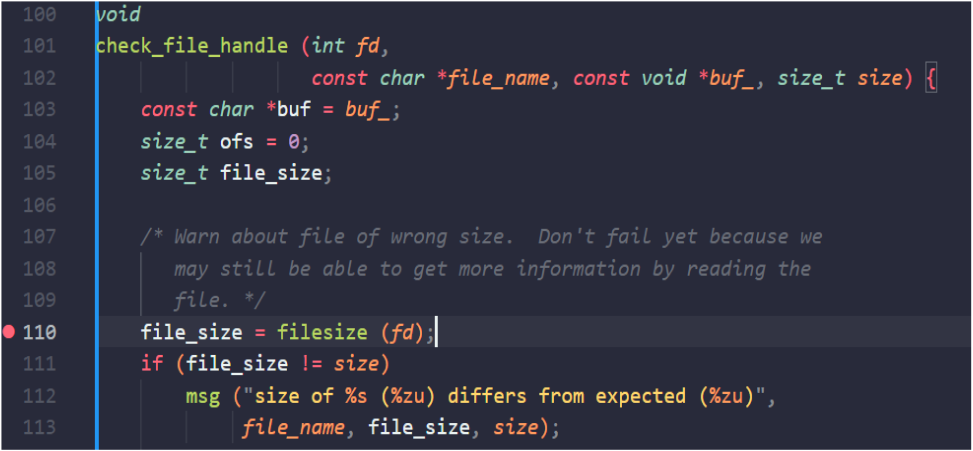 100 void
101 check_file_handle (int fd,
102 const char *file_name, const void *buf_, size_t size) {
103 const char *buf = buf_;
104 size_t ofs = 0;
105 size_t file_size;
106
107 /* Warn about file of wrong size.  Don't fail yet because we
108 may still be able to get more information by reading the
109 file. */
110 file_size = filesize (fd);
111 if (file_size != size)
112 msg ("size of %s (%zu) differs from expected (%zu)",
113 file_name, file_size, size);